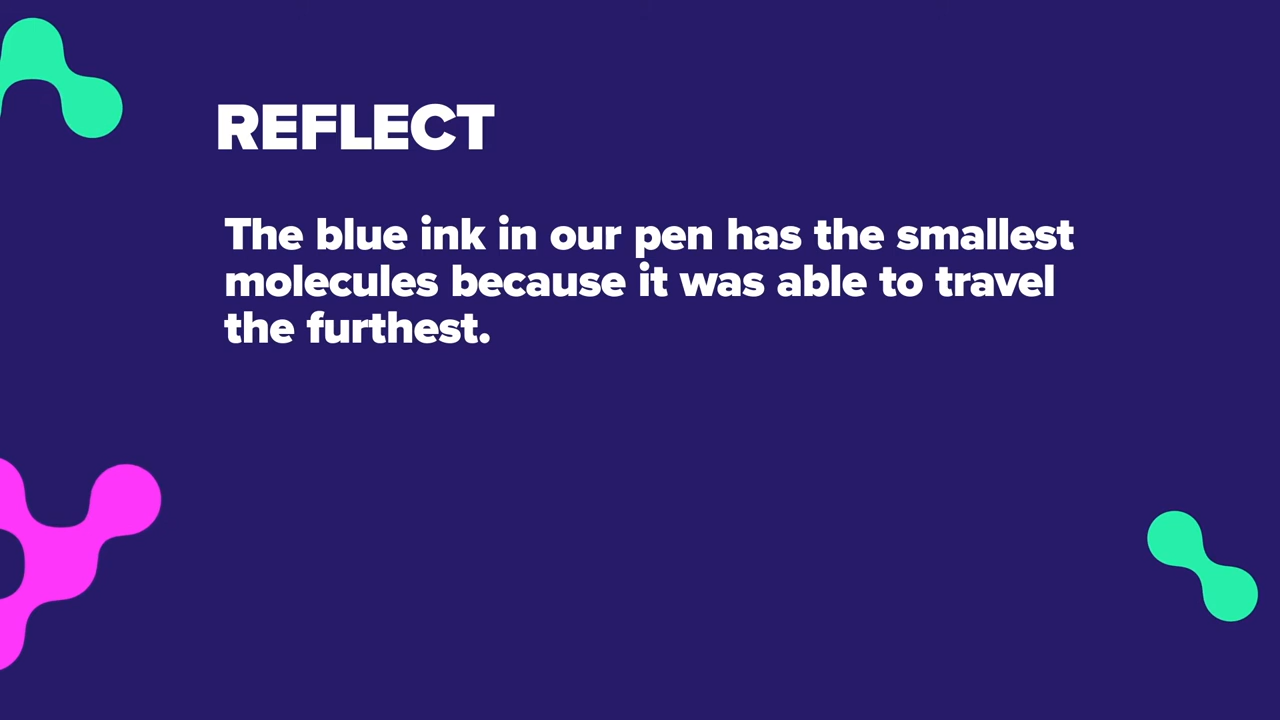 REFLECT
The blue ink in our pen has the smallest
molecules because it was able to travel
the furthest.